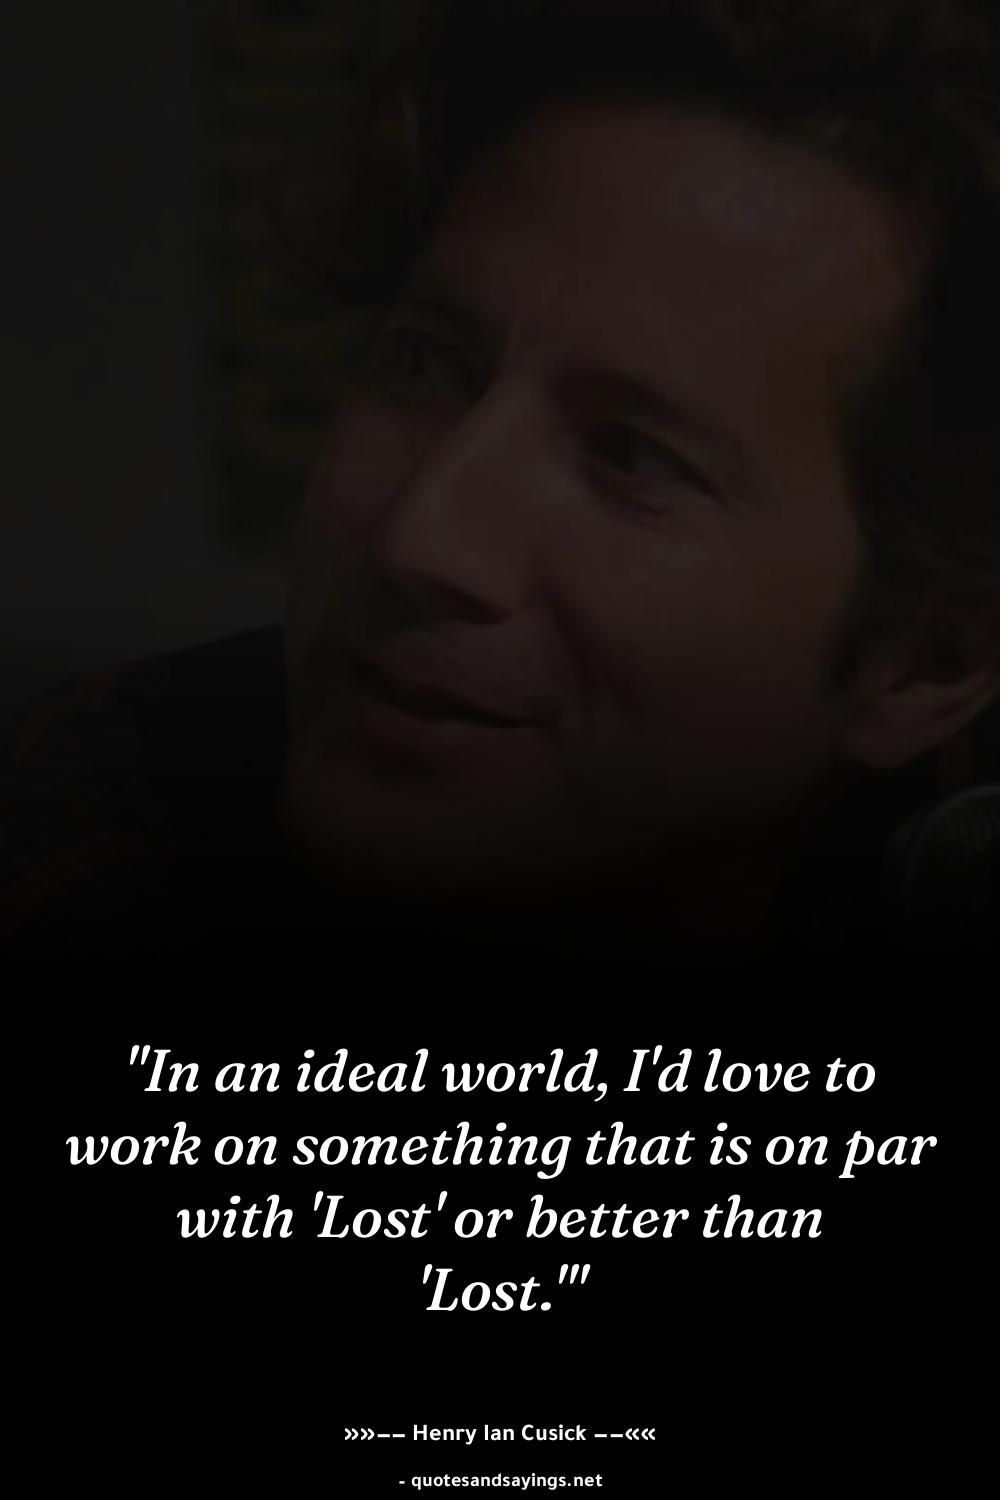 "In an ideal world, I'd love to
work on something that is on par
with 'Lost' or better than
'Lost.'"
»»-- Henry Ian Cusick --««
- quotesandsayings.net